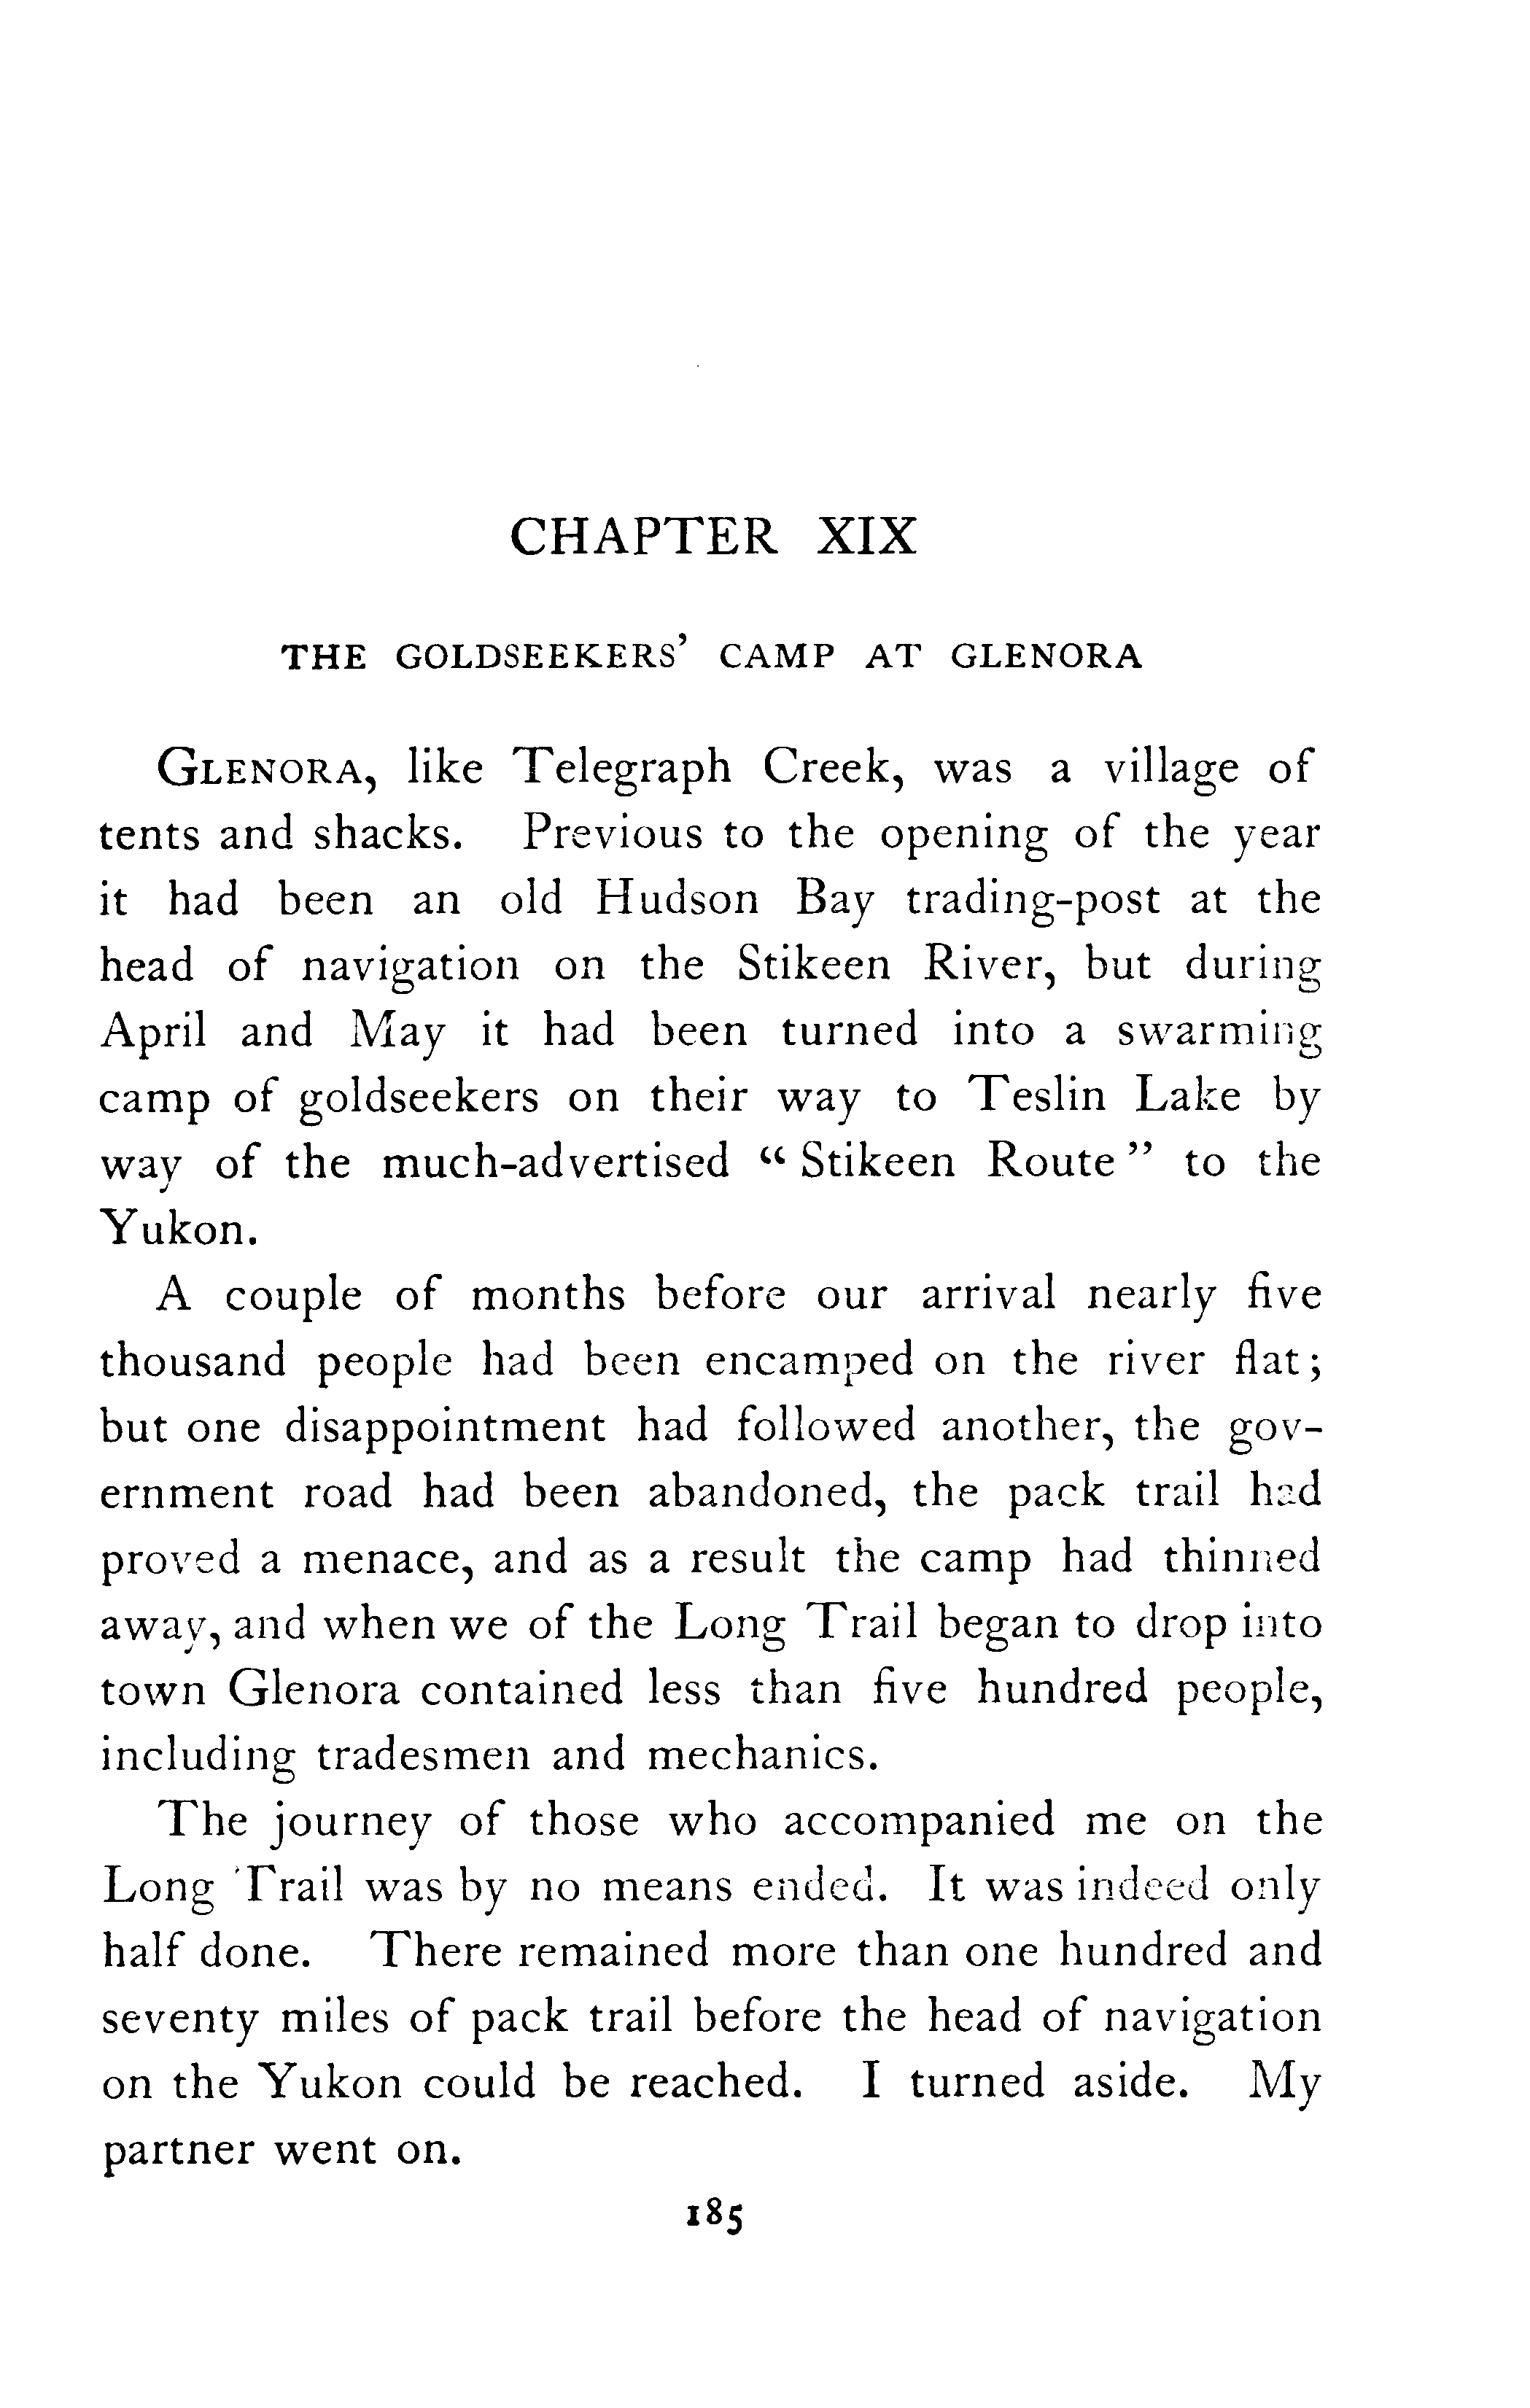 CHAPTER XIX
THE GOLDSEEKERS' CAMP AT GLENORA
GLENORA, like Telegraph Creek, was a village of
tents and shacks. Previous to the opening of the year
it had been an old Hudson Bay trading-post at the
head of navigation on the Stikeen River, but during
April and May it had been turned into a swarming
camp of goldseekers on their way to Teslin Lake by
way of the much-advertised “Stikeen Route” to the
Yukon.
A couple of months before our arrival nearly five
thousand people had been encamped on the river flat;
but one disappointment had followed another, the gov-
ernment road had been abandoned, the pack trail had
proved a menace, and as a result the camp had thinned
away, and when we of the Long Trail began to drop into
town Glenora contained less than five hundred people,
including tradesmen and mechanics.
The journey of those who accompanied me on the
Long Trail was by no means ended. It was indeed only
half done. There remained more than one hundred and
seventy miles of pack trail before the head of navigation
on the Yukon could be reached. I turned aside. My
partner went on.
185